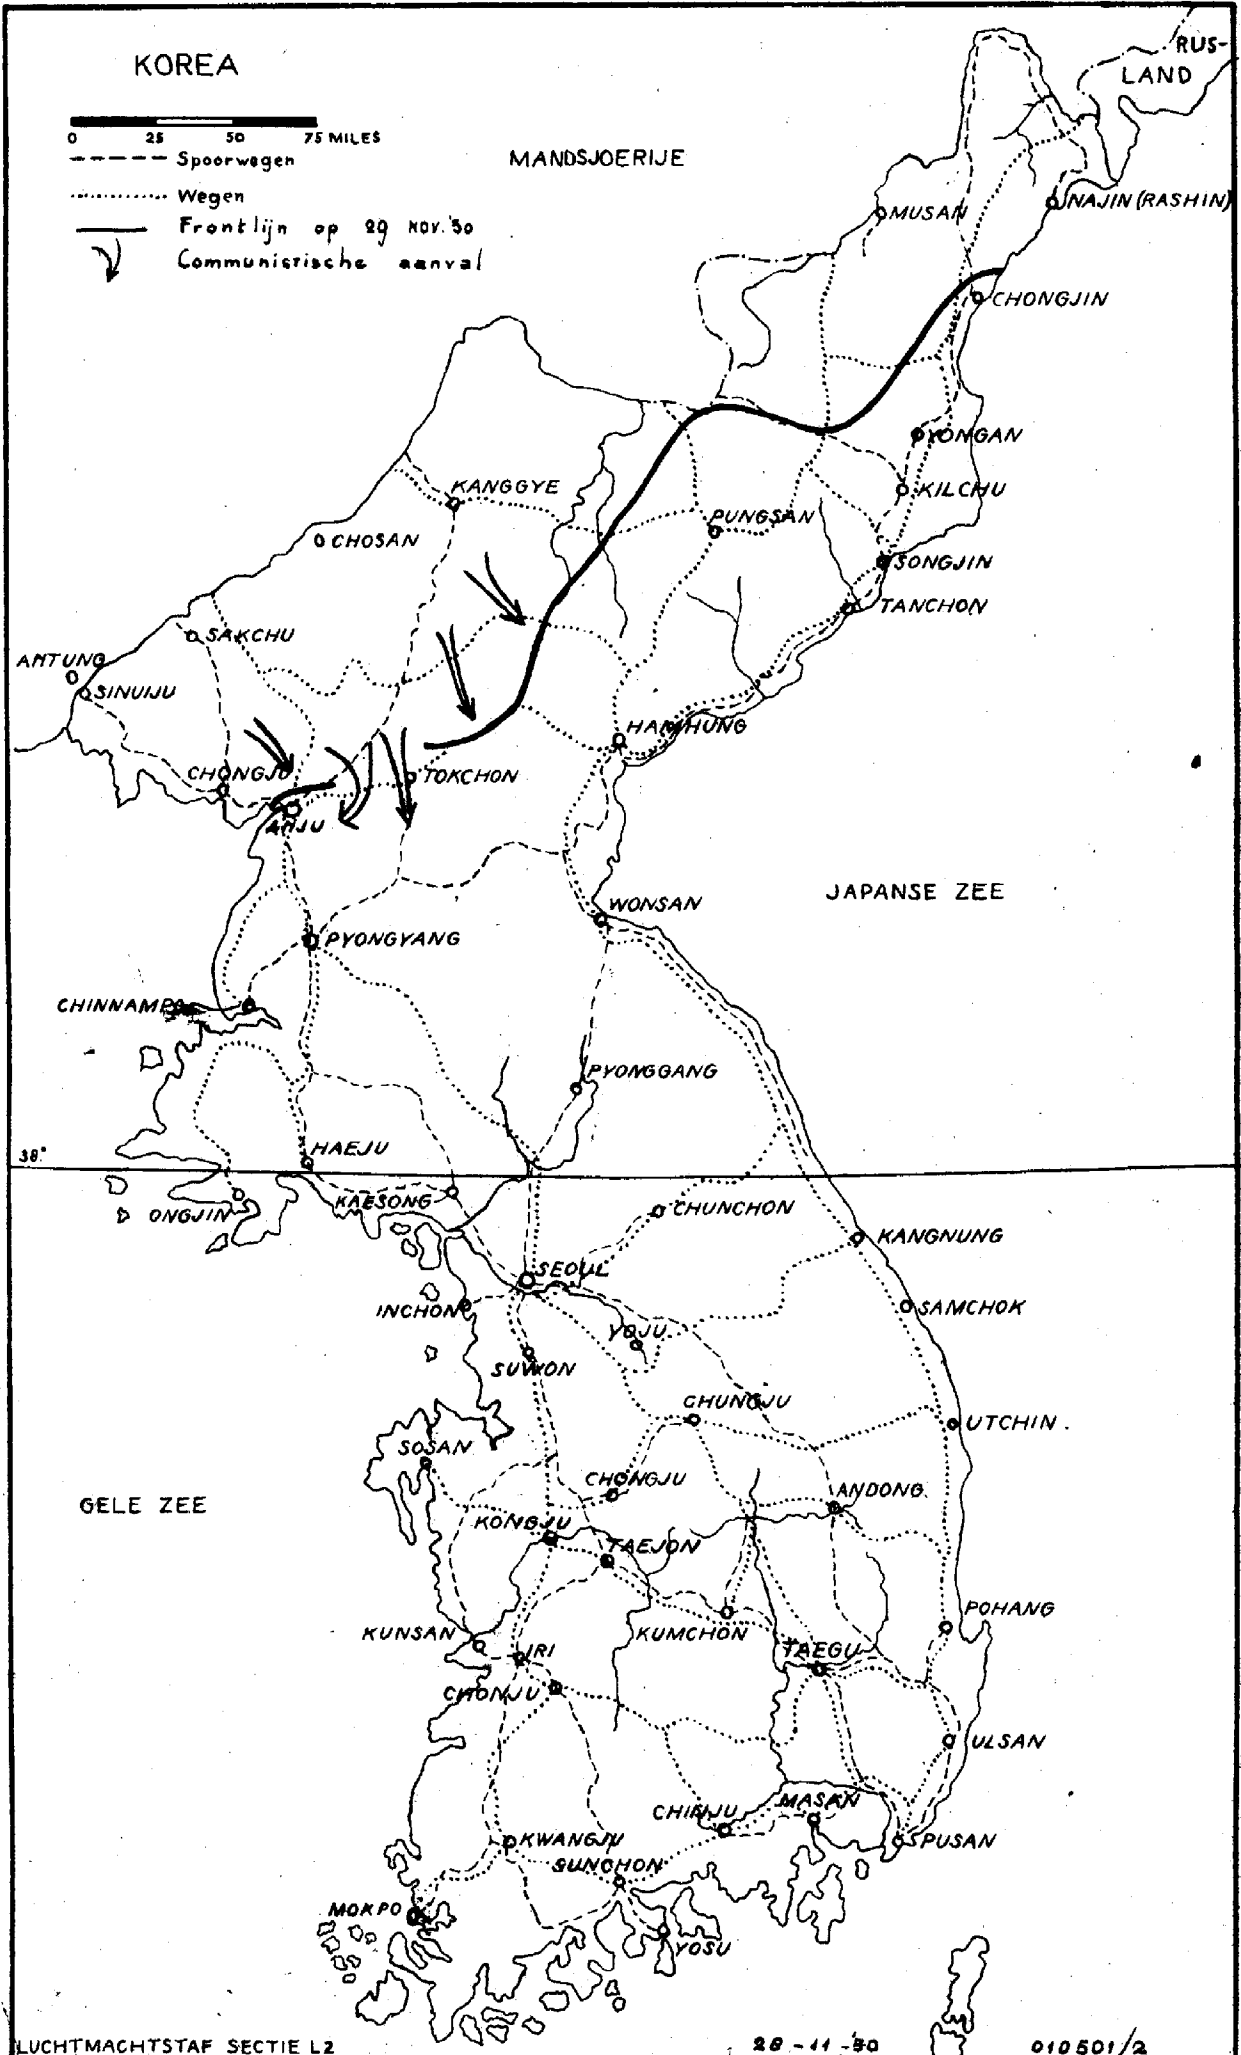 KOREA
0 25 50 75 MILES
Spoorwegen
Wegen
Frontlijn op 29 NOV.'50
Communistische aanval
RUS-
LAND
MANDSJOERIJE
MUSAN
NAJIN (RASHIN)
CHONGJIN
YONGAN
KILCHU
KANGGYE
PUNGSAN
CHOSAN
SONGJIN
TANCHON
SAKCHU
ANTUNG
SINUIJU
HAMHUNG
CHONGJU
TOKCHON
ANJU
JAPANSE ZEE
WONSAN
PYONGYANG
CHINNAMPO
PYONGGANG
38°
HAEJU
KAESONG
ONGJIN
CHUNCHON
KANGNUNG
SEOUL
INCHON
SAMCHOK
YOJU
SUWON
CHUNGJU
UTCHIN.
SOSAN
CHONGJU
ANDONG
GELE ZEE
KONGJU
TAEJON
POHANG
KUNSAN
KUMCHON
IRI
TAEGU
CHONJU
ULSAN
CHINJU
MASAN
KWANGJU
PUSAN
SUNCHON
MOKPO
YOSU
LUCHTMACHTSTAF SECTIE L2
28-11-'50
010501/2